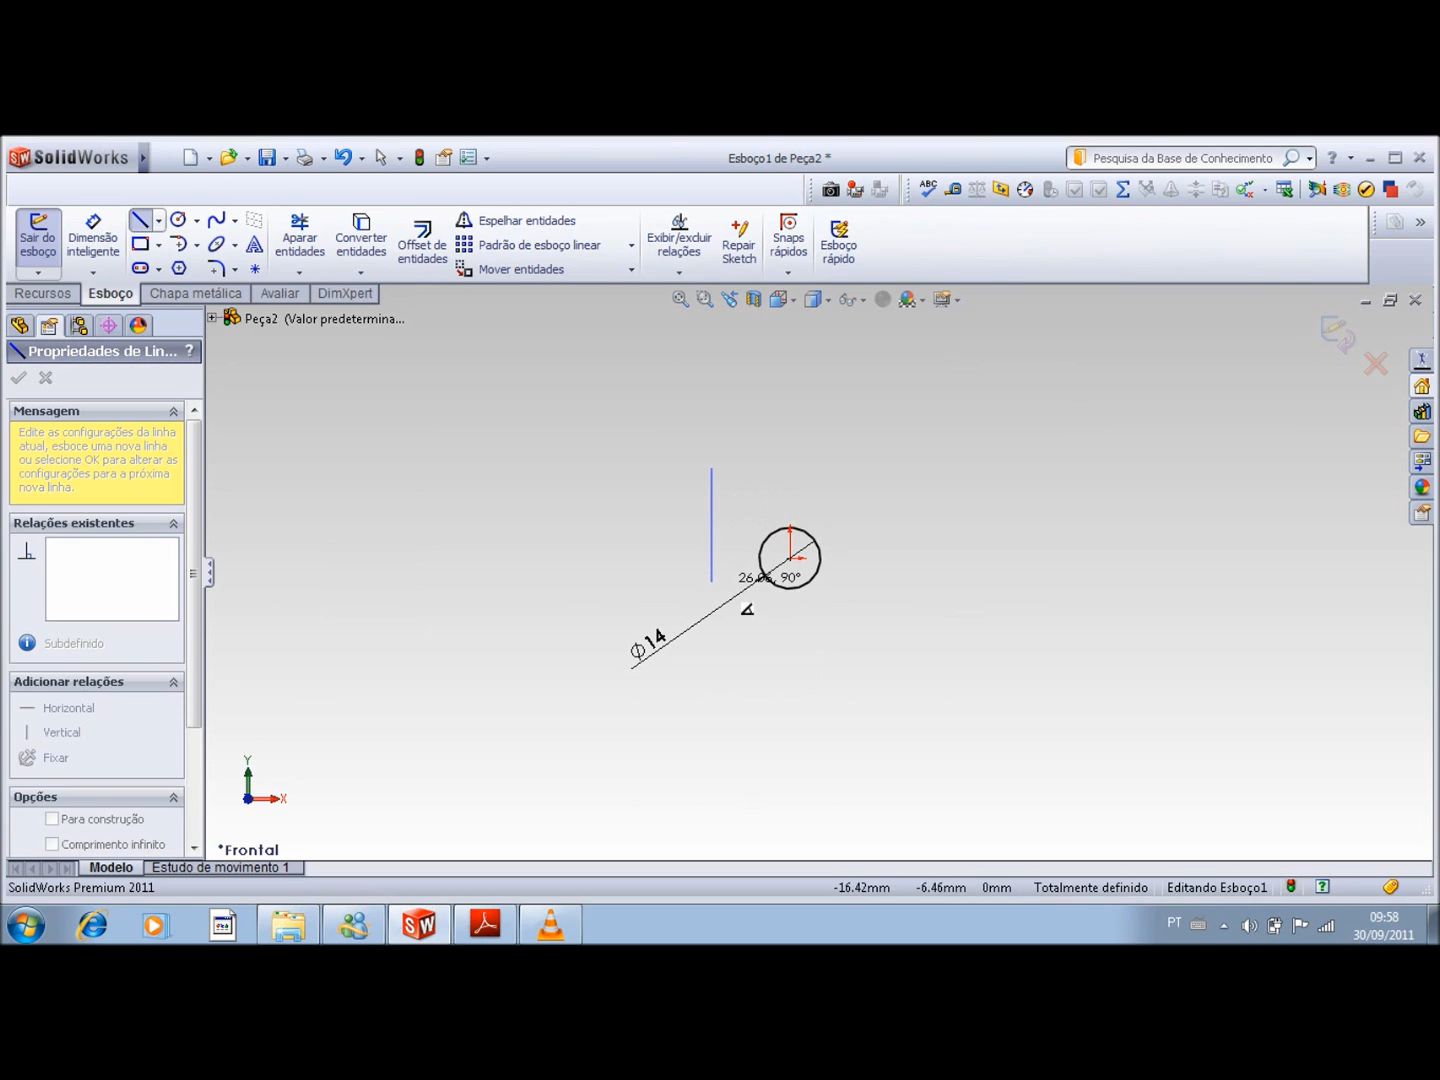 SolidWorks
Esboço1 de Peça2 *
Pesquisa da Base de Conhecimento
?
ABC
Sair do esboço
Dimensão inteligente
Aparar entidades
Converter entidades
Offset de entidades
Espelhar entidades
Padrão de esboço linear
Mover entidades
Exibir/excluir relações
Repair Sketch
Snaps rápidos
Esboço rápido
Recursos
Esboço
Chapa metálica
Avaliar
DimXpert
Peça2 (Valor predetermina...
Propriedades de Lin... ?
Mensagem
Edite as configurações da linha
atual, esboce uma nova linha
ou selecione OK para alterar as
configurações para a próxima
nova linha.
Relações existentes
Subdefinido
Adicionar relações
Horizontal
Vertical
Fixar
Opções
Para construção
Comprimento infinito
90°
Φ14
Y
X
*Frontal
Modelo
Estudo de movimento 1
SolidWorks Premium 2011
-16.42mm
-6.46mm
0mm
Totalmente definido
Editando Esboço1
PT
09:58
30/09/2011